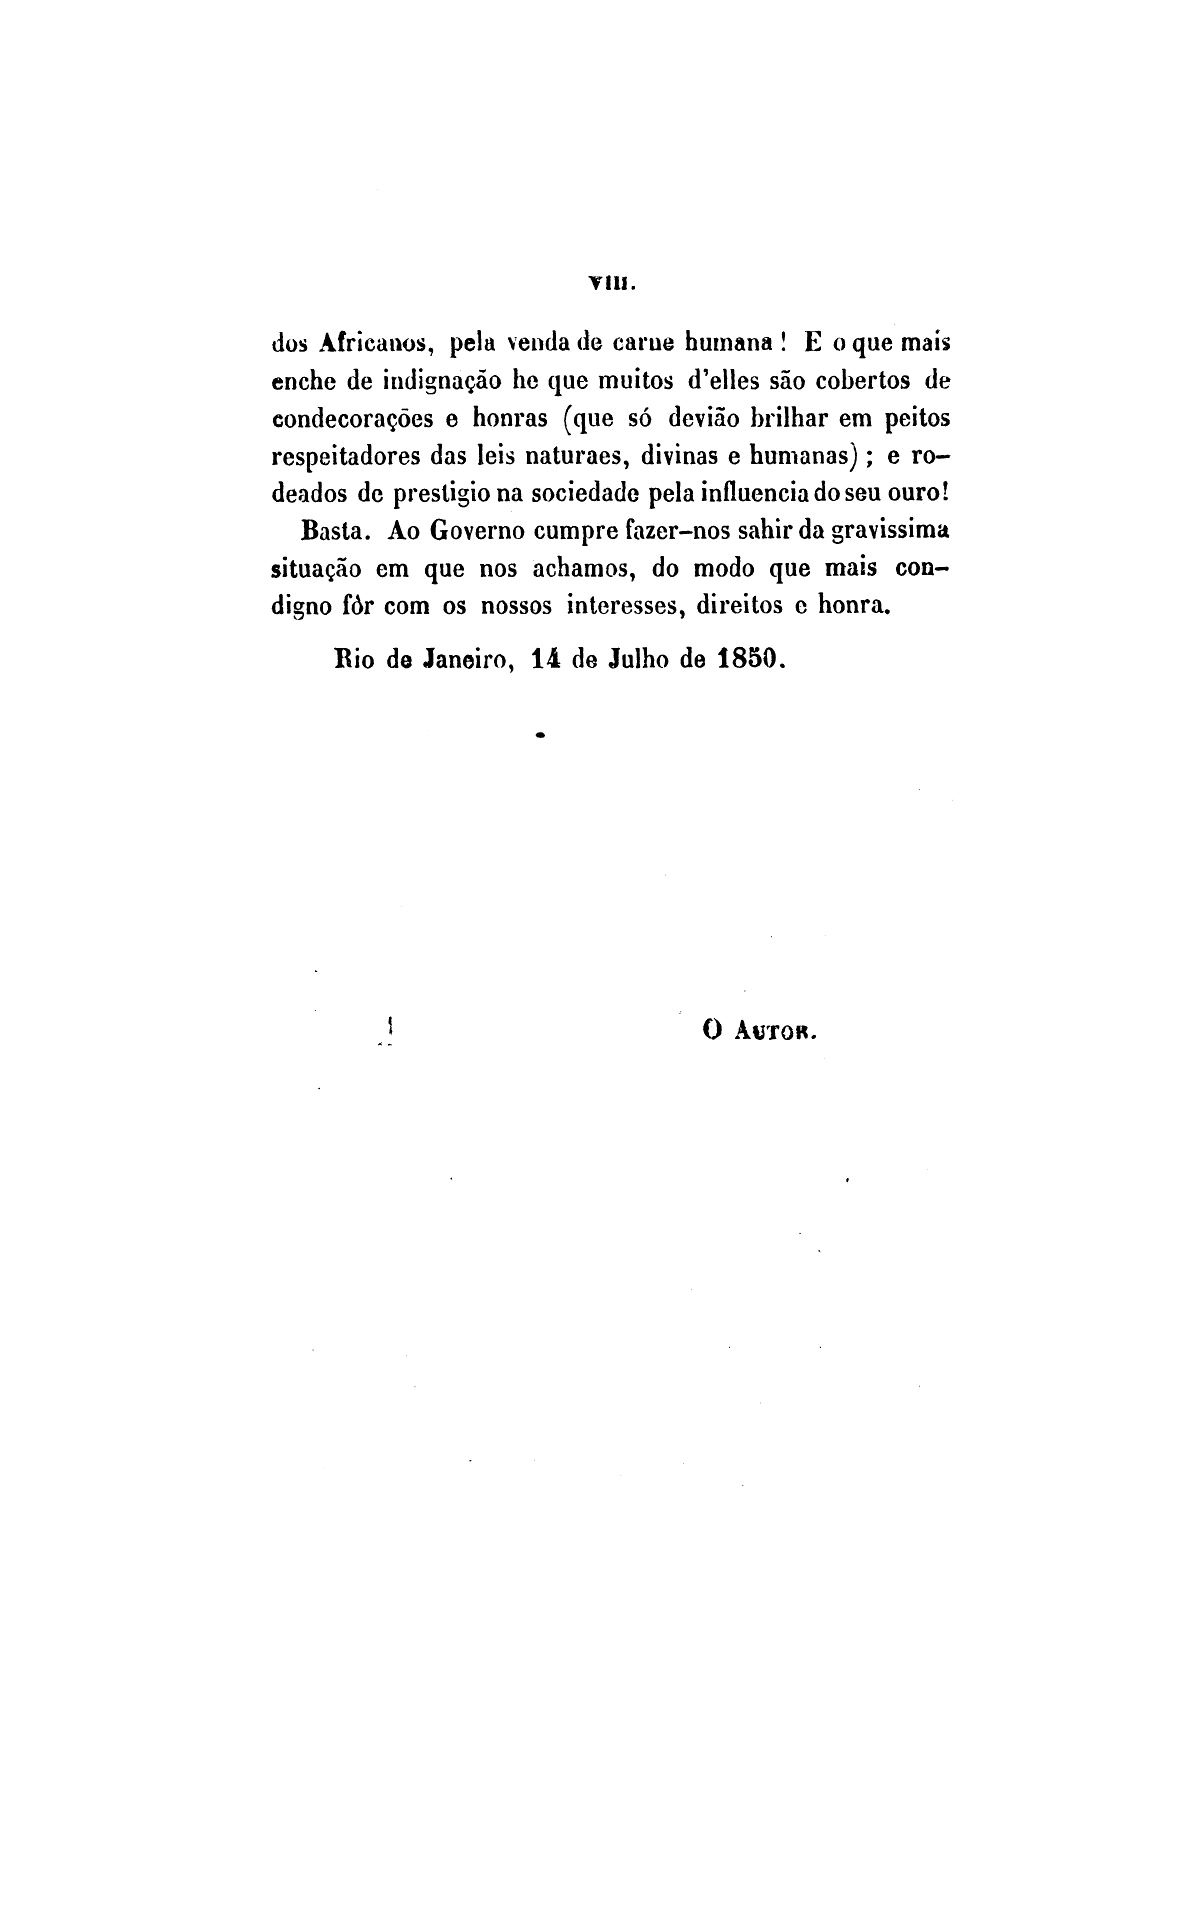 VIII.
dos Africanos, pela venda de carne humana ! E o que mais
enche de indignação he que muitos d'elles são cobertos de
condecorações e honras (que só devião brilhar em peitos
respeitadores das leis naturaes, divinas e humanas) ; e ro-
deados de prestigio na sociedade pela influencia do seu ouro!
Basta. Ao Governo cumpre fazer-nos sahir da gravissima
situação em que nos achamos, do modo que mais con-
digno fôr com os nossos interesses, direitos e honra.
Rio de Janeiro, 14 de Julho de 1850.
O AUTOR.